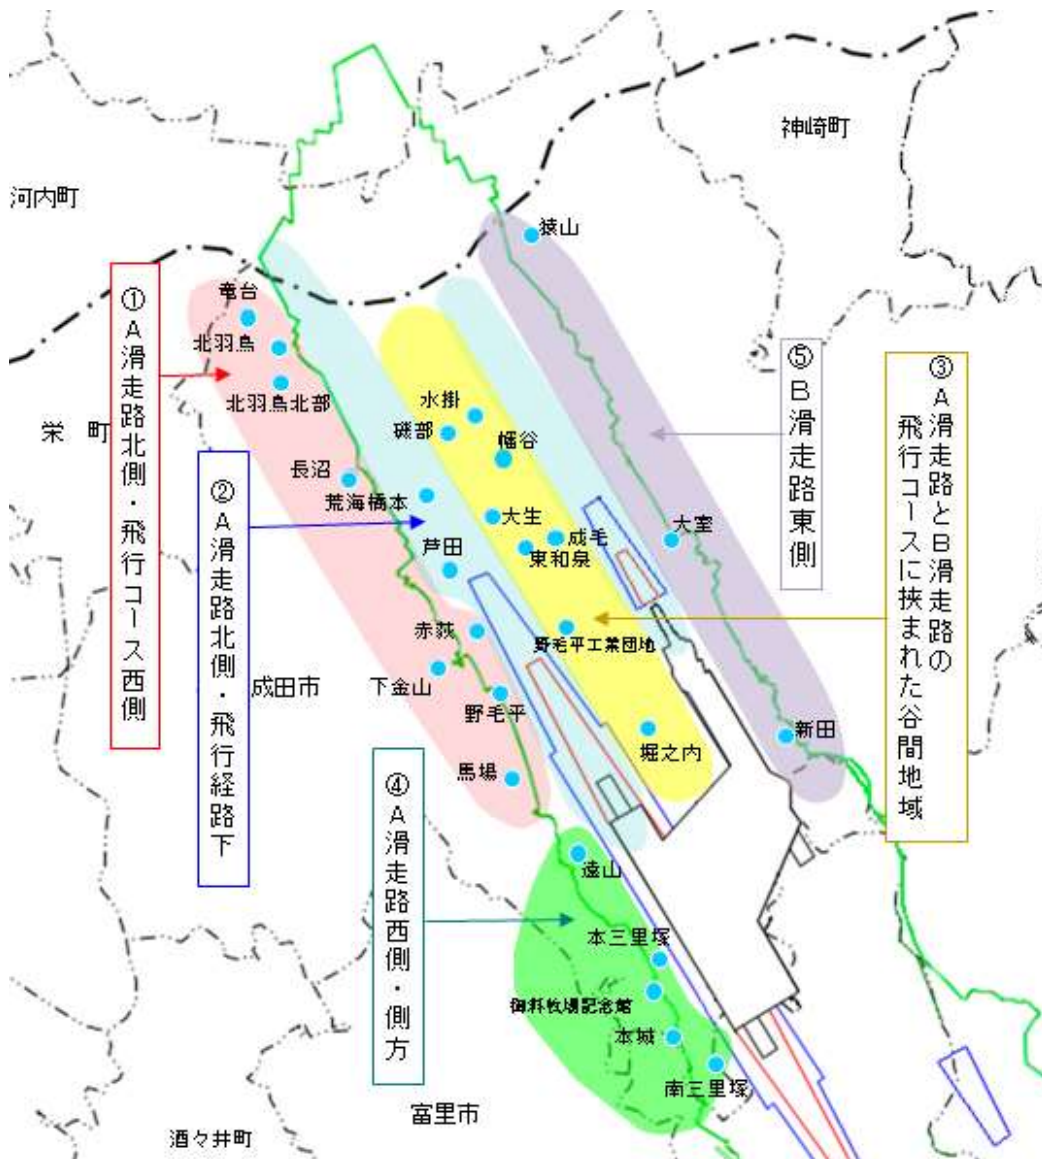 神崎町
河内町
猿山
竜台
北羽鳥
北羽鳥北部
水掛
磯部
幡谷
栄町
長沼
荒海橋本
大生
成毛
東和泉
大室
芦田
赤荻
野毛平工業団地
成田市
下金山
野毛平
堀之内
新田
馬場
遠山
本三里塚
御料牧場記念館
本城
南三里塚
富里市
酒々井町
①A滑走路北側・飛行コース西側
②A滑走路北側・飛行経路下
③A滑走路とB滑走路の
飛行コースに挟まれた谷間地域
④A滑走路西側・側方
⑤B滑走路東側